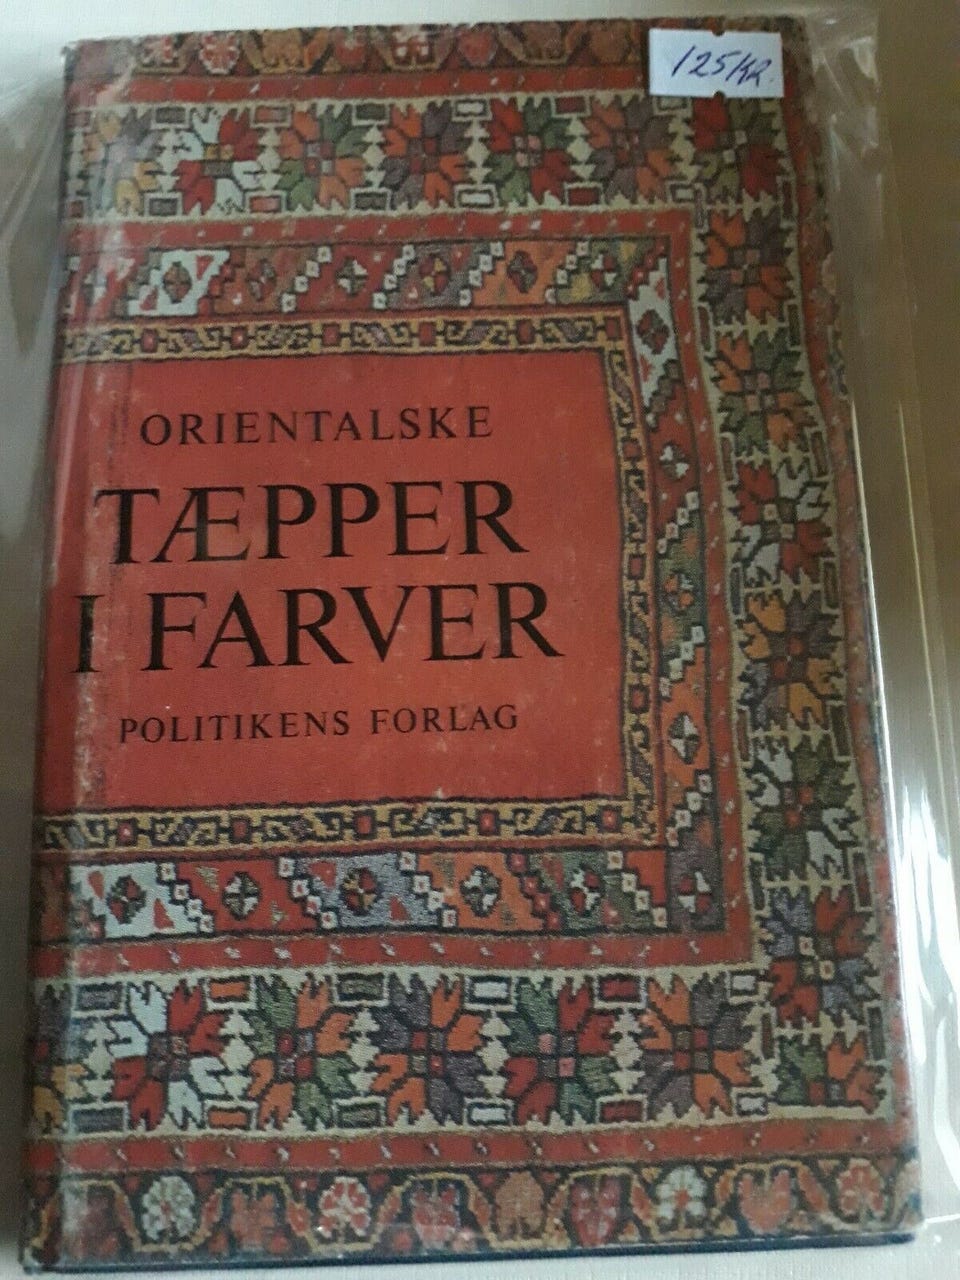 125 kr.
ORIENTALSKE
TÆPPER
I FARVER
POLITIKENS FORLAG